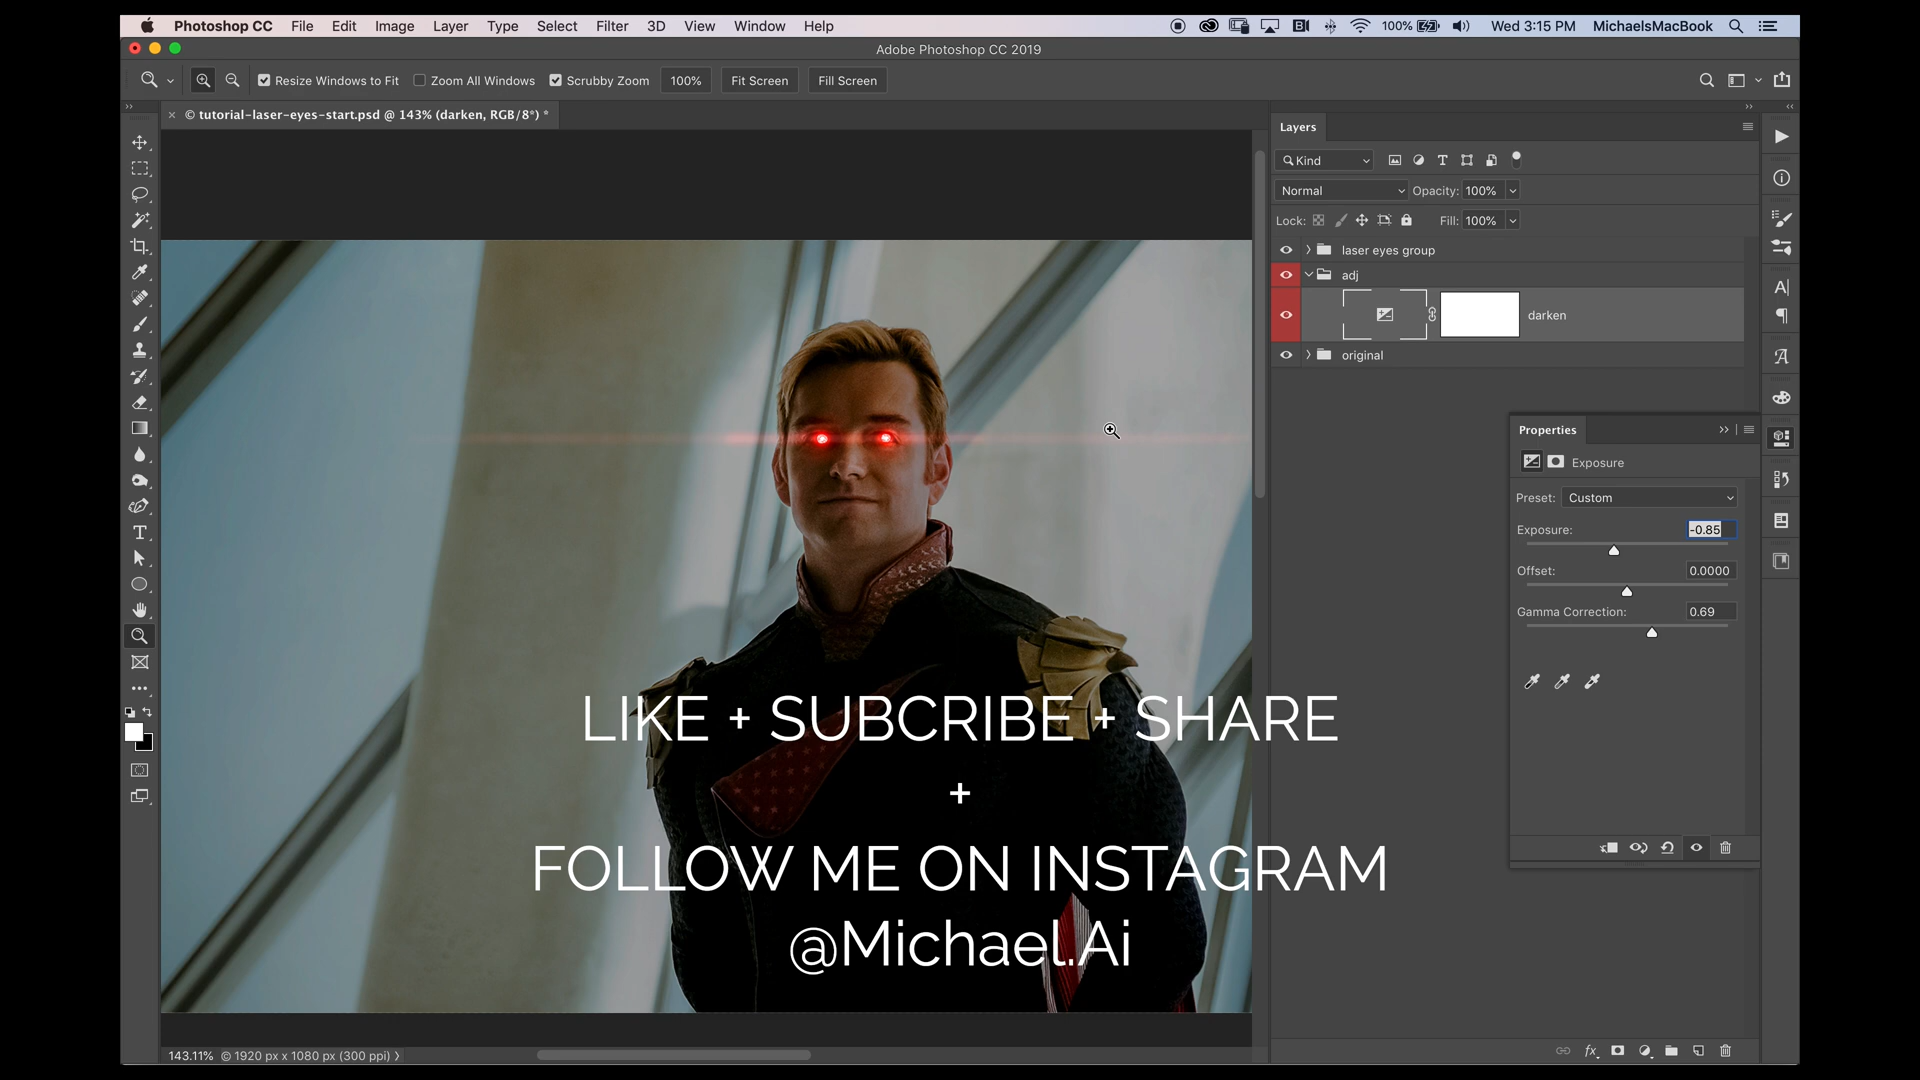 Photoshop CC File Edit Image Layer Type Select Filter 3D View Window Help 100% Wed 3:15 PM MichaelsMacBook
Adobe Photoshop CC 2019
Resize Windows to Fit Zoom All Windows Scrubby Zoom 100% Fit Screen Fill Screen
© tutorial-laser-eyes-start.psd @ 143% (darken, RGB/8*) *
Layers
Kind
Normal Opacity: 100%
Lock: Fill: 100%
laser eyes group
adj
darken
original
Properties
Exposure
Preset: Custom
Exposure: -0.85
Offset: 0.0000
Gamma Correction: 0.69
LIKE + SUBCRIBE + SHARE
+
FOLLOW ME ON INSTAGRAM
@Michael.Ai
143.11% © 1920 px x 1080 px (300 ppi)